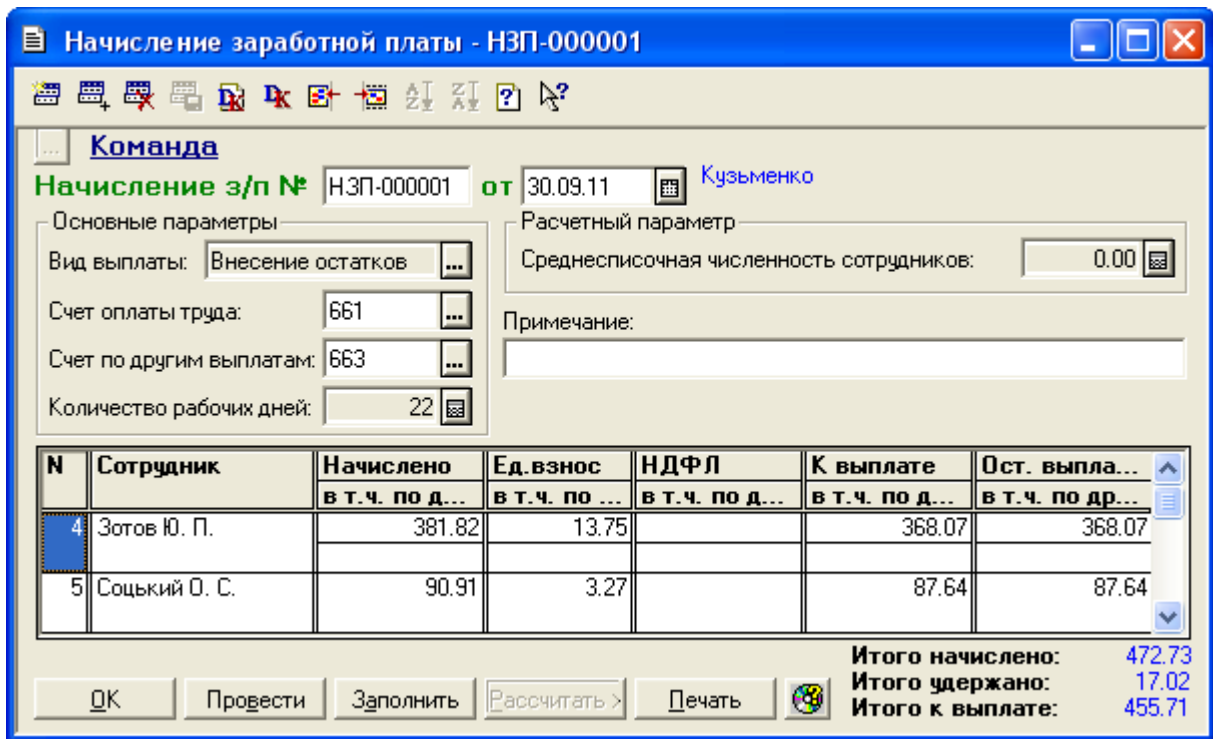 Начисление заработной платы - НЗП-000001
Команда
Начисление з/п № НЗП-000001 от 30.09.11 Кузьменко
Основные параметры Расчетный параметр
Вид выплаты: Внесение остатков ... Среднесписочная численность сотрудников: 0.00
Счет оплаты труда: 661 ... Примечание:
Счет по другим выплатам: 663 ...
Количество рабочих дней: 22
N Сотрудник Начислено Ед.взнос НДФЛ К выплате Ост. выпла...
в т.ч. по д... в т.ч. по ... в т.ч. по д... в т.ч. по д... в т.ч. по др...
4 Зотов Ю. П. 381.82 13.75 368.07 368.07
5 Соцький О. С. 90.91 3.27 87.64 87.64
Итого начислено: 472.73
Итого удержано: 17.02
Итого к выплате: 455.71
OK Провести Заполнить Рассчитать > Печать